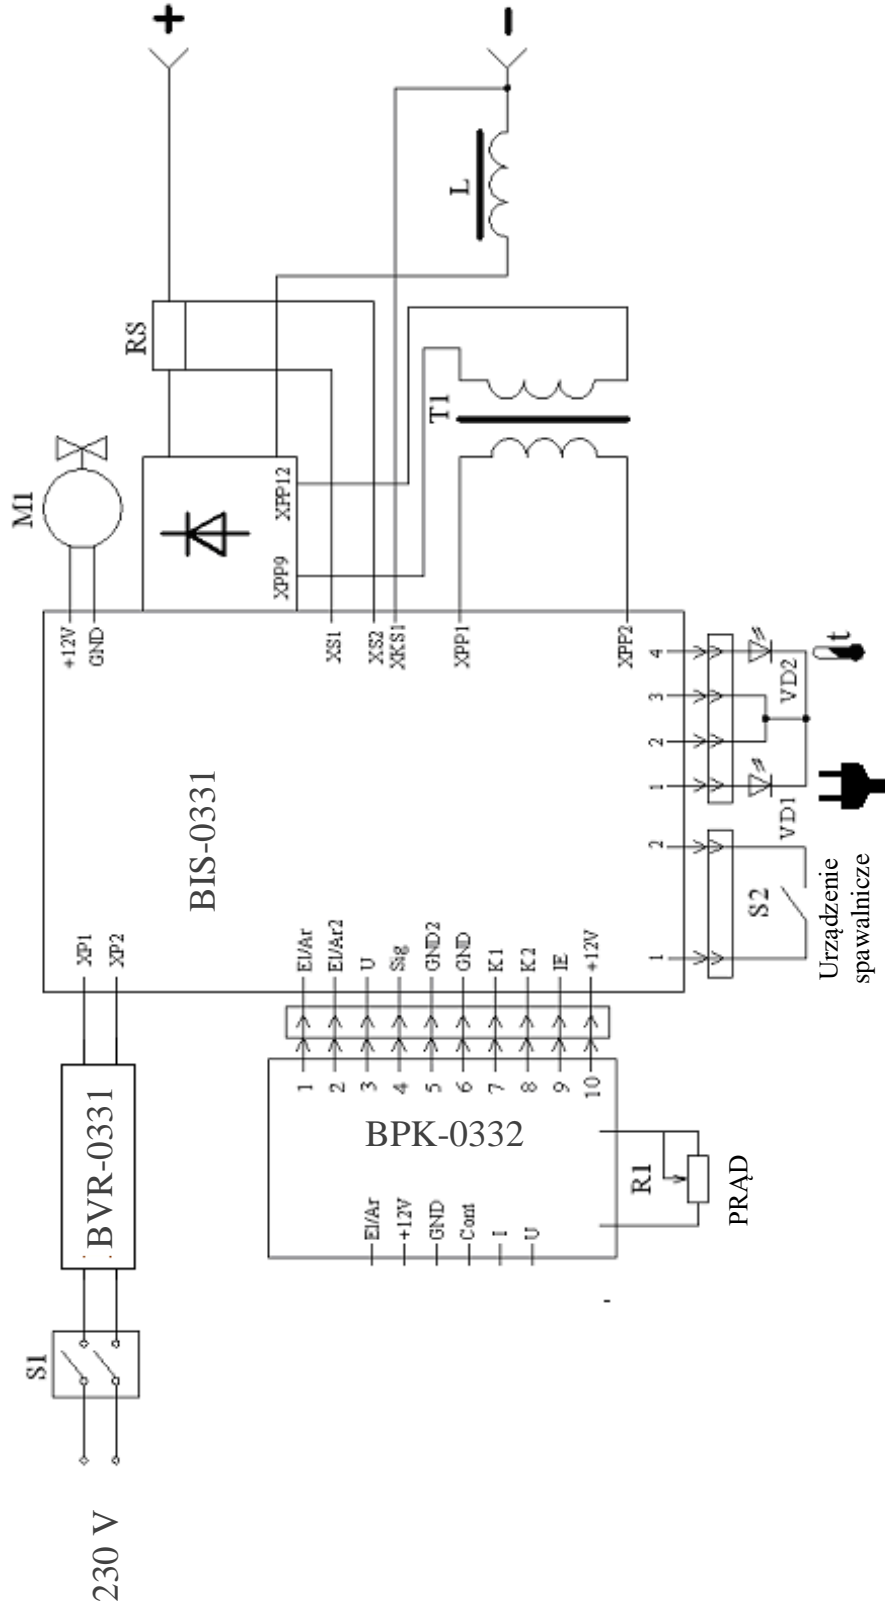 230 V
S1
BVR-0331
XP1
XP2
BIS-0331
+12V
GND
M1
RS
+
-
L
T1
XPP9
XPP12
XS1
XS2
XKS1
XPP1
XPP2
El/Ar
El/Ar2
U
Sig
GND2
GND
K1
K2
IE
+12V
1
2
3
4
5
6
7
8
9
10
BPK-0332
El/Ar
+12V
GND
Cont
I
U
R1
PRĄD
1
2
S2
Urządzenie
spawalnicze
1
2
3
4
VD1
VD2
t
-